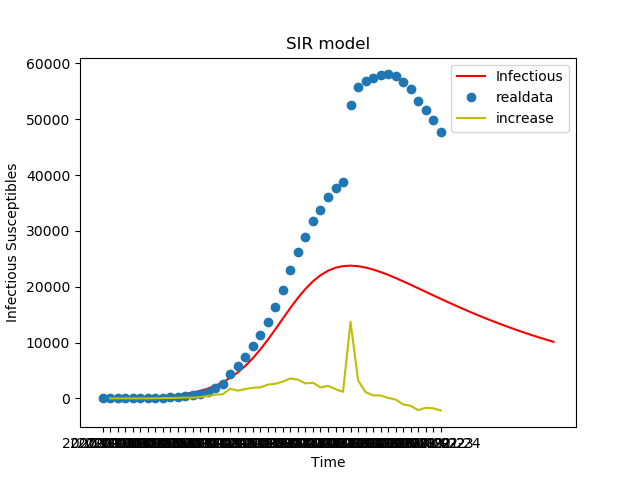 SIR model
60000
50000
40000
30000
20000
10000
0
Infectious Susceptibles
Infectious
realdata
increase
Time